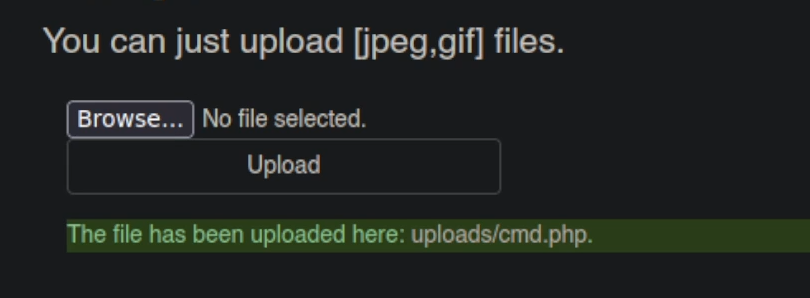 You can just upload [jpeg,gif] files.
Browse... No file selected.
Upload
The file has been uploaded here: uploads/cmd.php.